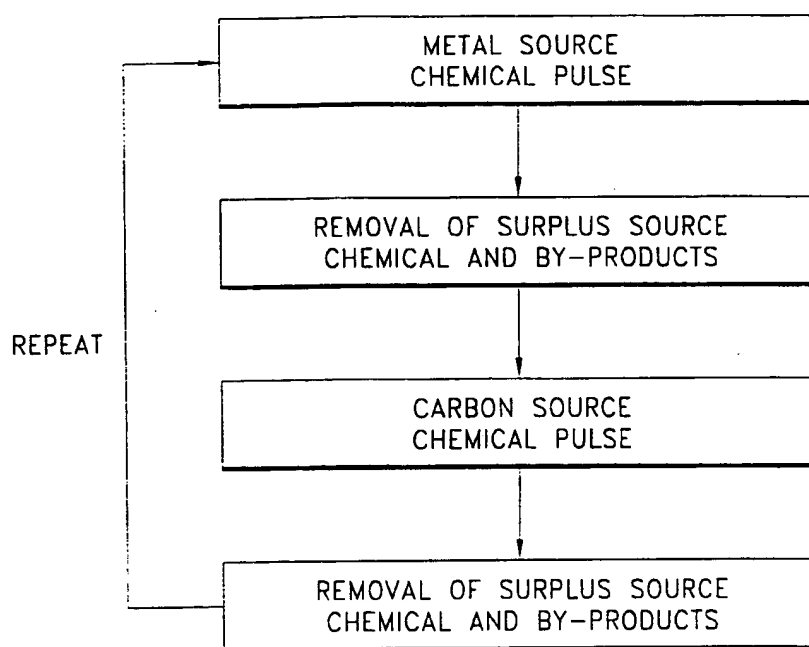 METAL SOURCE
CHEMICAL PULSE
REMOVAL OF SURPLUS SOURCE
CHEMICAL AND BY-PRODUCTS
REPEAT
CARBON SOURCE
CHEMICAL PULSE
REMOVAL OF SURPLUS SOURCE
CHEMICAL AND BY-PRODUCTS